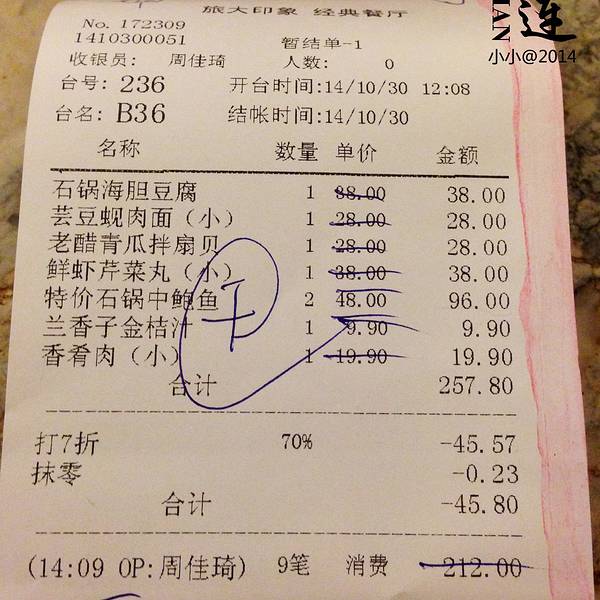 旅大印象 经典餐厅
连
IAN
小小@2014
No. 172309
1410300051 暂结单-1
收银员: 周佳琦 人数: 0
台号: 236 开台时间:14/10/30 12:08
台名: B36 结帐时间:14/10/30
名称 数量 单价 金额
石锅海胆豆腐 1 38.00 38.00
芸豆蚬肉面（小） 1 28.00 28.00
老醋青瓜拌扇贝 1 28.00 28.00
鲜虾芹菜丸（小） 1 38.00 38.00
特价石锅中鲍鱼 2 48.00 96.00
兰香子金桔汁 1 9.90 9.90
香肴肉（小） 1 19.90 19.90
合计 257.80
打7折 70% -45.57
抹零 -0.23
合计 -45.80
(14:09 OP:周佳琦) 9笔 消费 212.00